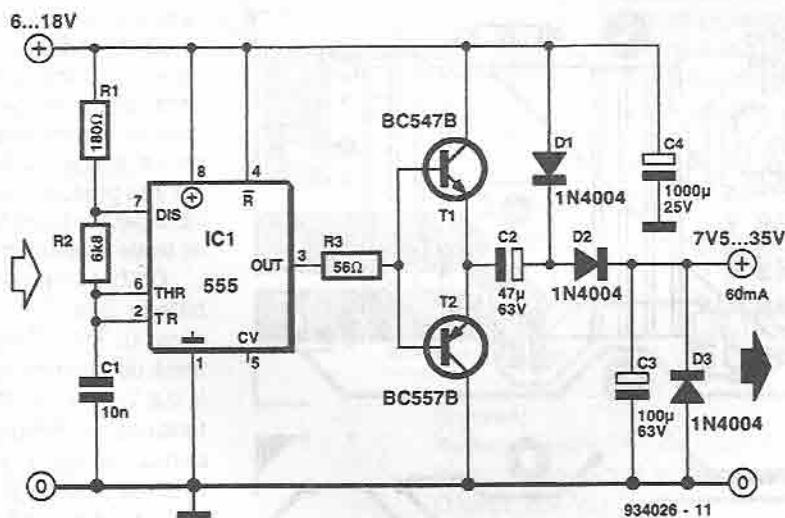 6...18V
R1
180Ω
BC547B
D1
C4
8
4
1N4004
1000µ
25V
7
DIS
R
T1
R2
6k8
IC1
R3
C2
D2
7V5...35V
OUT
3
56Ω
6
THR
555
47µ
63V
1N4004
60mA
2
TR
T2
CV
C1
10n
1
5
BC557B
C3
D3
100µ
63V
1N4004
0
0
934026 - 11